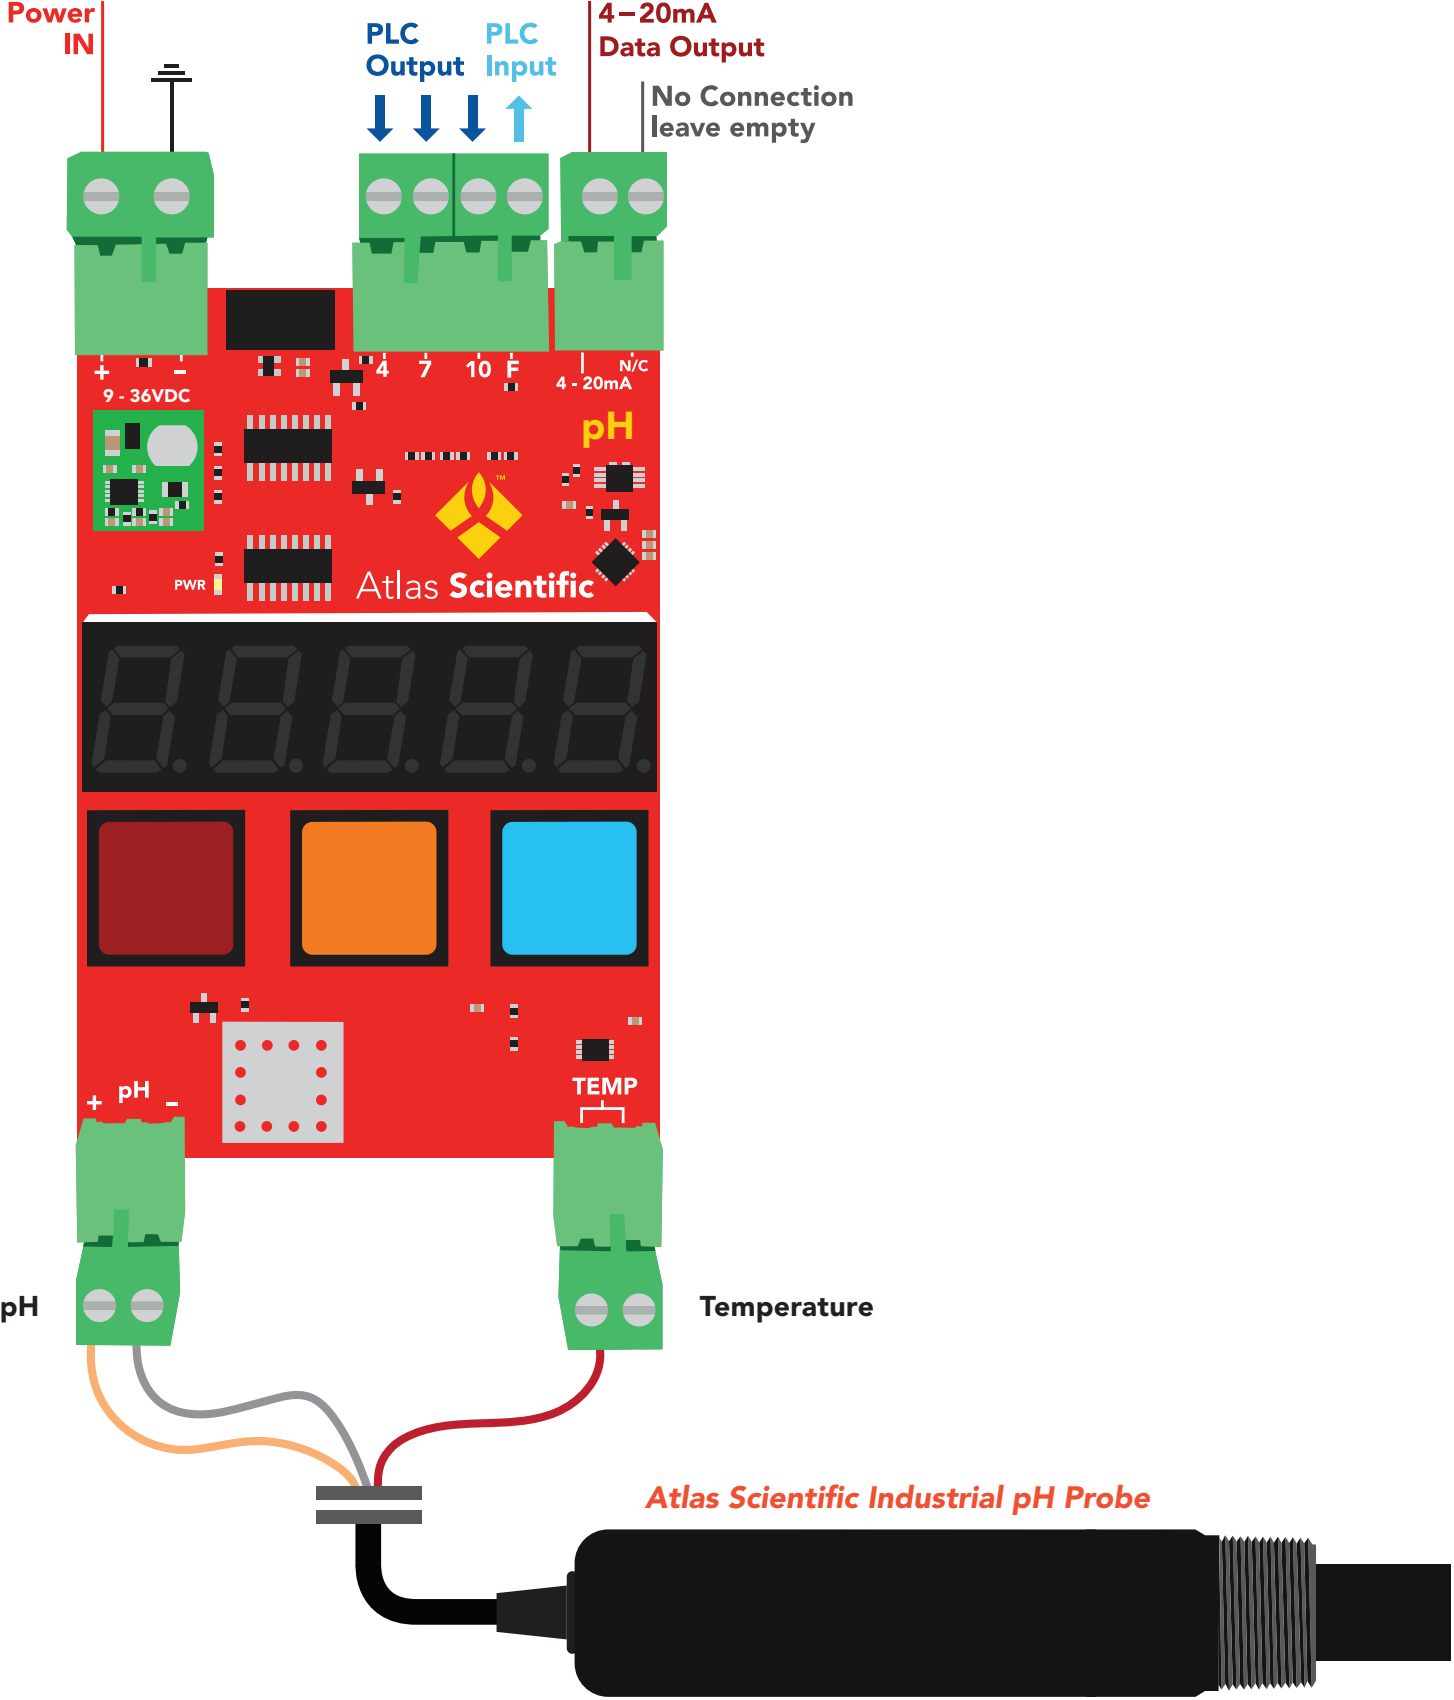 Power
IN
PLC
Output
PLC
Input
4–20mA
Data Output
No Connection
leave empty
+ –
9 - 36VDC
4 7 10 F
N/C
4 - 20mA
pH
™
PWR
Atlas Scientific
+ pH –
TEMP
pH
Temperature
Atlas Scientific Industrial pH Probe